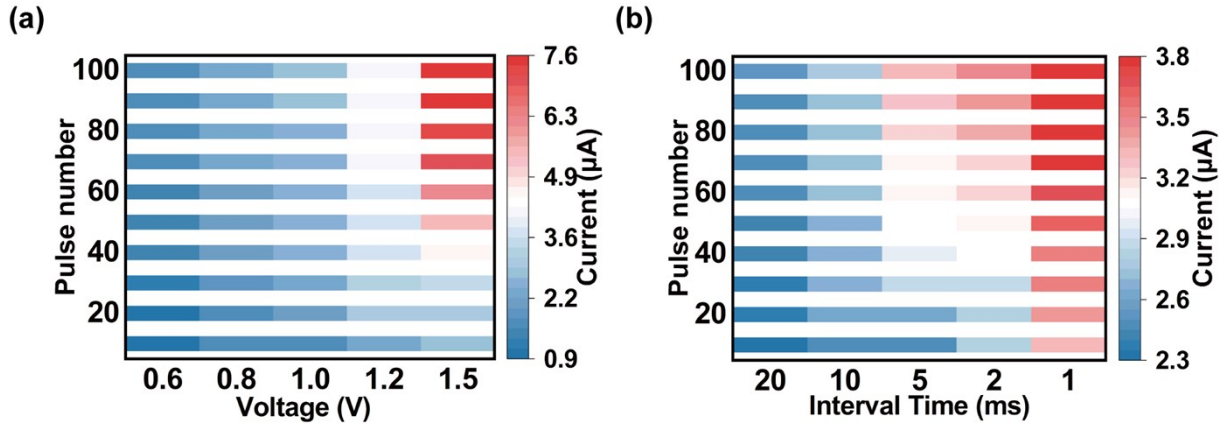 (a)
Pulse number
100
80
60
40
20
0.6 0.8 1.0 1.2 1.5
Voltage (V)
7.6
6.3
4.9
3.6
2.2
0.9
Current (μA)
(b)
Pulse number
100
80
60
40
20
20 10 5 2 1
Interval Time (ms)
3.8
3.5
3.2
2.9
2.6
2.3
Current (μA)